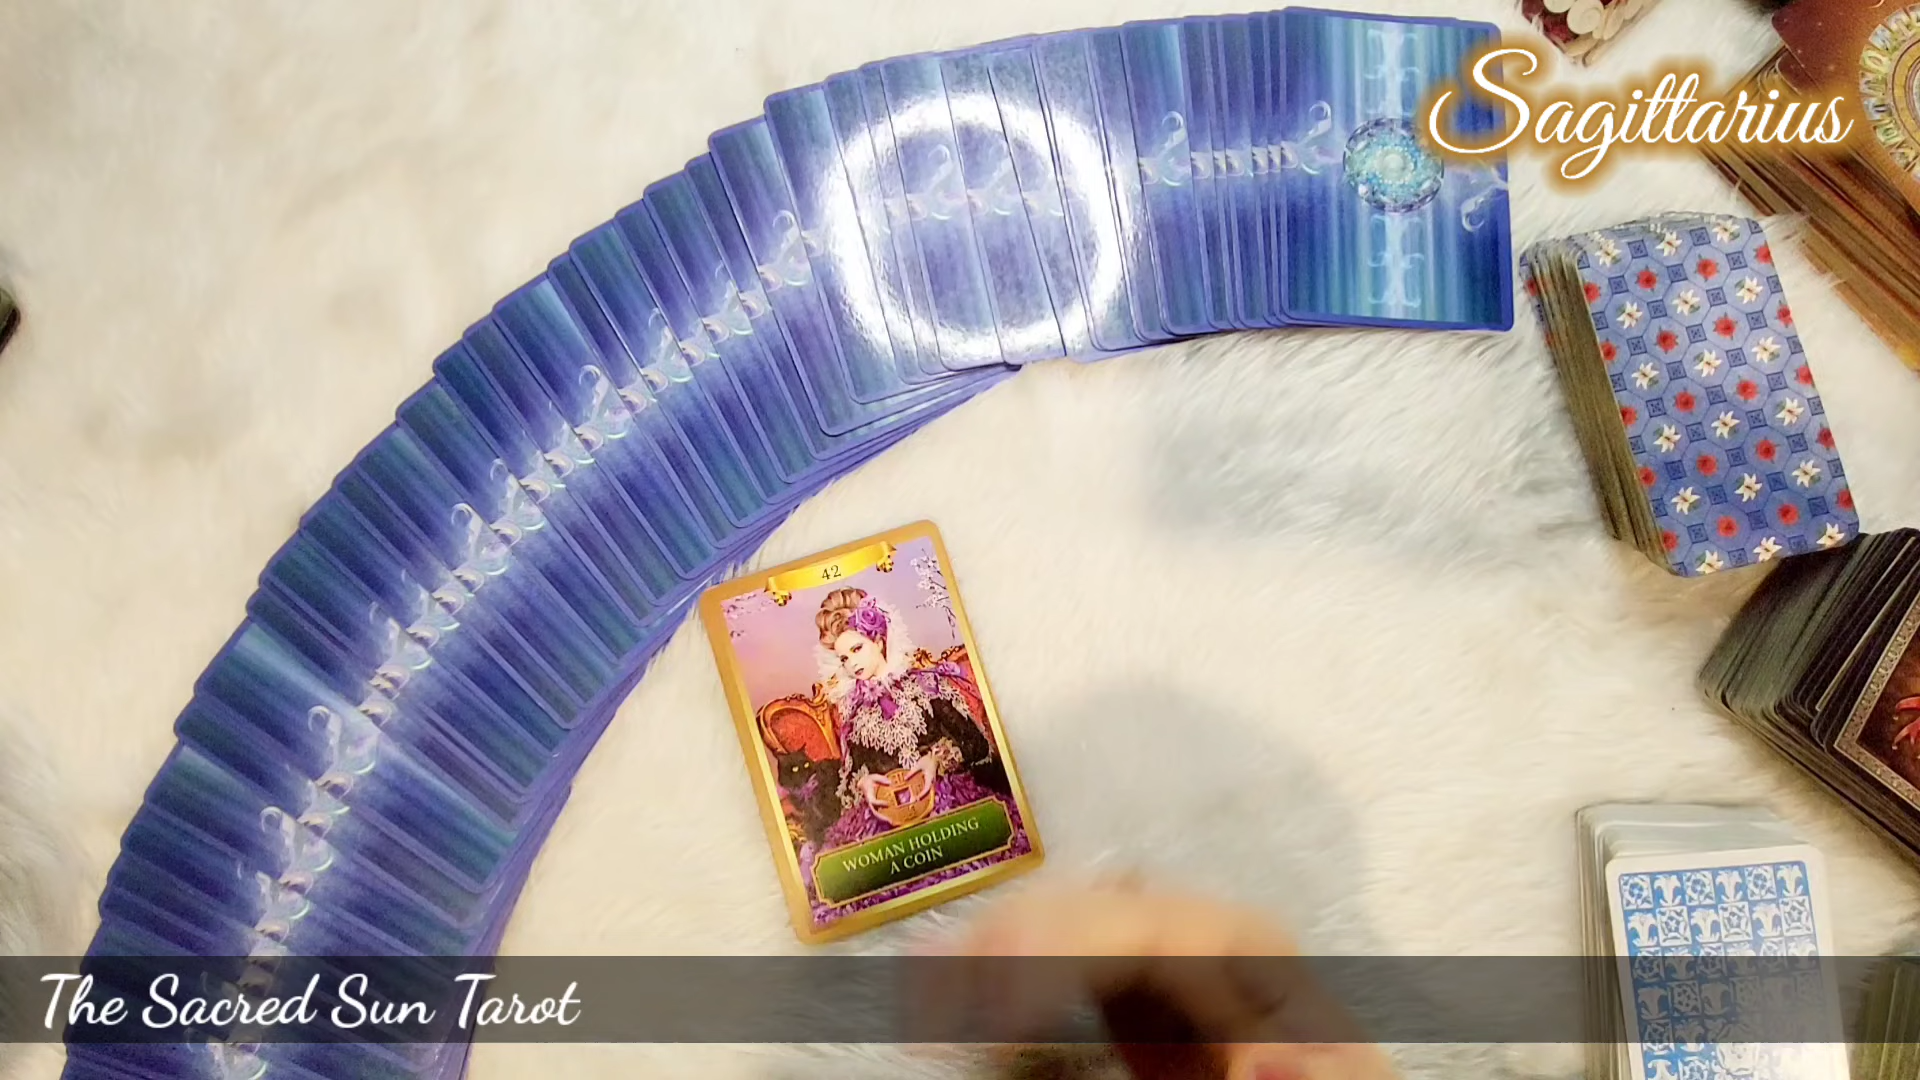 Sagittarius
42
WOMAN HOLDING
A COIN
The Sacred Sun Tarot